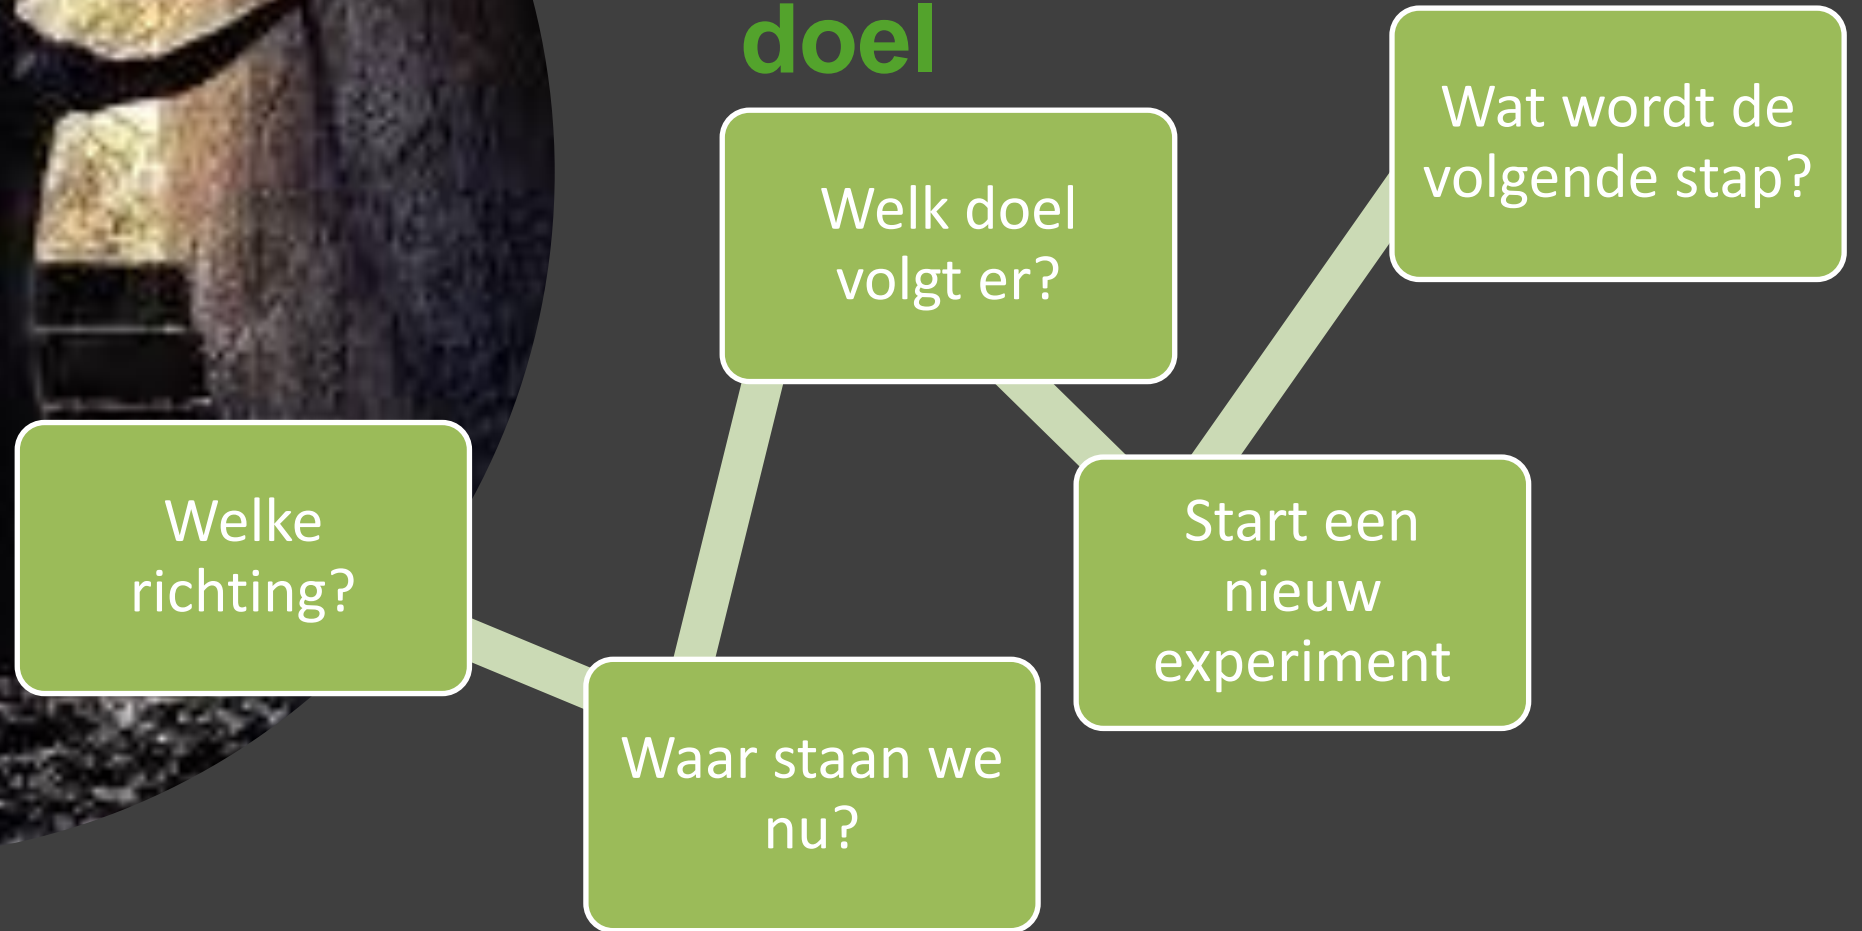 doel
Welke
richting?
Waar staan we
nu?
Welk doel
volgt er?
Start een
nieuw
experiment
Wat wordt de
volgende stap?